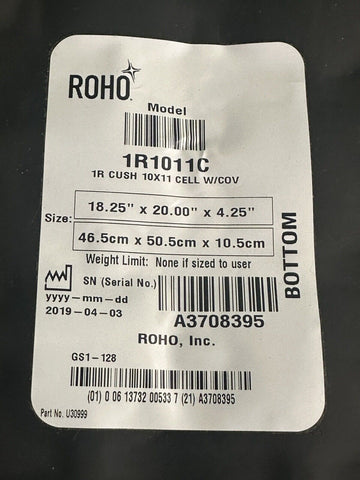 ROHO
Model
1R1011C
1R CUSH 10X11 CELL W/COV
Size:
18.25" x 20.00" x 4.25"
46.5cm x 50.5cm x 10.5cm
Weight Limit: None if sized to user
SN (Serial No.)
yyyy-mm-dd
2019-04-03
A3708395
BOTTOM
ROHO, Inc.
GS1-128
(01) 0 06 13732 00533 7 (21) A3708395
Part No. U30999